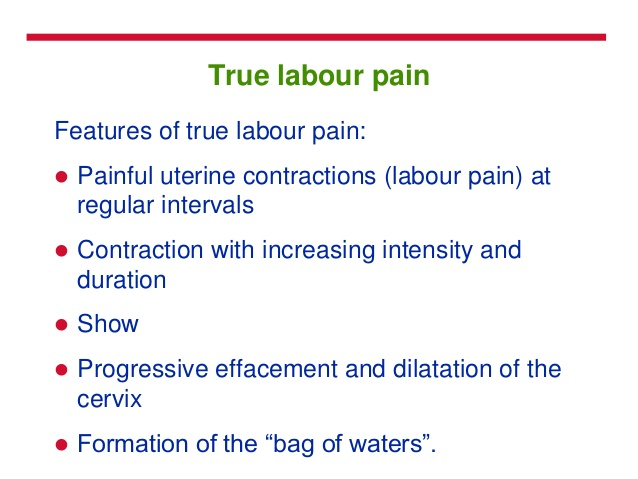 True labour pain
Features of true labour pain:
● Painful uterine contractions (labour pain) at
regular intervals
● Contraction with increasing intensity and
duration
● Show
● Progressive effacement and dilatation of the
cervix
● Formation of the “bag of waters”.